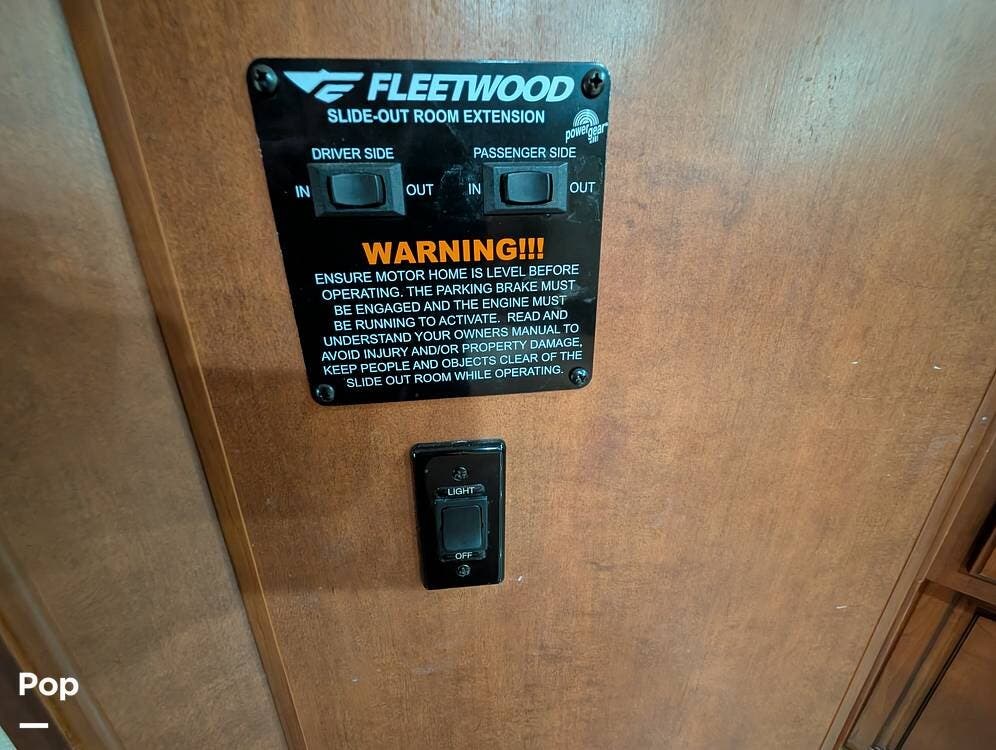 FLEETWOOD
SLIDE-OUT ROOM EXTENSION
powergear
DRIVER SIDE PASSENGER SIDE
IN OUT IN OUT
WARNING!!!
ENSURE MOTOR HOME IS LEVEL BEFORE
OPERATING. THE PARKING BRAKE MUST
BE ENGAGED AND THE ENGINE MUST
BE RUNNING TO ACTIVATE. READ AND
UNDERSTAND YOUR OWNERS MANUAL TO
AVOID INJURY AND/OR PROPERTY DAMAGE,
KEEP PEOPLE AND OBJECTS CLEAR OF THE
SLIDE OUT ROOM WHILE OPERATING.
LIGHT
OFF
Pop